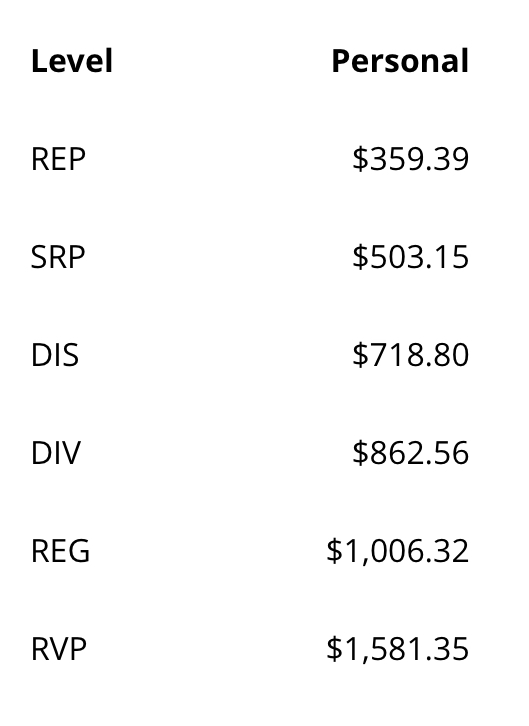 Level Personal
REP $359.39
SRP $503.15
DIS $718.80
DIV $862.56
REG $1,006.32
RVP $1,581.35